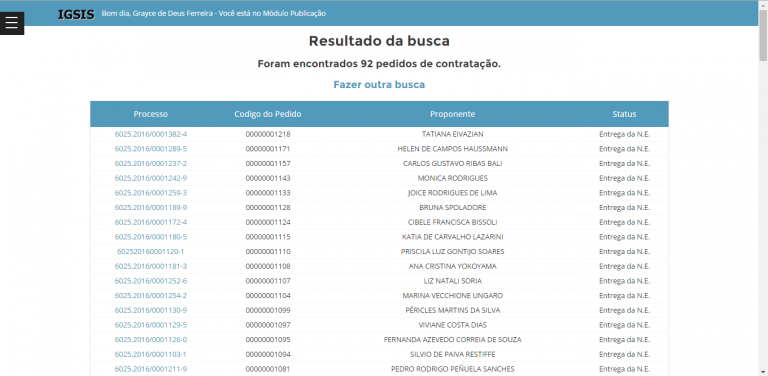 IGSIS Bom dia, Grayce de Deus Ferreira - Você está no Módulo Publicação
Resultado da busca
Foram encontrados 92 pedidos de contratação.
Fazer outra busca
Processo Codigo do Pedido Proponente Status
6025.2016/0001382-4 00000001218 TATIANA EIVAZIAN Entrega da N.E.
6025.2016/0001289-5 00000001171 HELEN DE CAMPOS HAUSSMANN Entrega da N.E.
6025.2016/0001237-2 00000001157 CARLOS GUSTAVO RIBAS BALI Entrega da N.E.
6025.2016/0001242-9 00000001143 MONICA RODRIGUES Entrega da N.E.
6025.2016/0001259-3 00000001133 JOICE RODRIGUES DE LIMA Entrega da N.E.
6025.2016/0001189-9 00000001128 BRUNA SPOLADORE Entrega da N.E.
6025.2016/0001172-4 00000001124 CIBELE FRANCISCA BISSOLI Entrega da N.E.
6025.2016/0001180-5 00000001115 KATIA DE CARVALHO LAZARINI Entrega da N.E.
602520160001120-1 00000001110 PRISCILA LUZ GONTIJO SOARES Entrega da N.E.
6025.2016/0001181-3 00000001108 ANA CRISTINA YOKOYAMA Entrega da N.E.
6025.2016/0001252-6 00000001107 LIZ NATALI SORIA Entrega da N.E.
6025.2016/0001254-2 00000001104 MARINA VECCHIONE UNGARO Entrega da N.E.
6025.2016/0001130-9 00000001099 PÉRICLES MARTINS DA SILVA Entrega da N.E.
6025.2016/0001129-5 00000001097 VIVIANE COSTA DIAS Entrega da N.E.
6025.2016/0001126-0 00000001095 FERNANDA AZEVEDO CORREIA DE SOUZA Entrega da N.E.
6025.2016/0001103-1 00000001094 SILVIO DE PAIVA RESTIFFE Entrega da N.E.
6025.2016/0001211-9 00000001081 PEDRO RODRIGO PEÑUELA SANCHES Entrega da N.E.